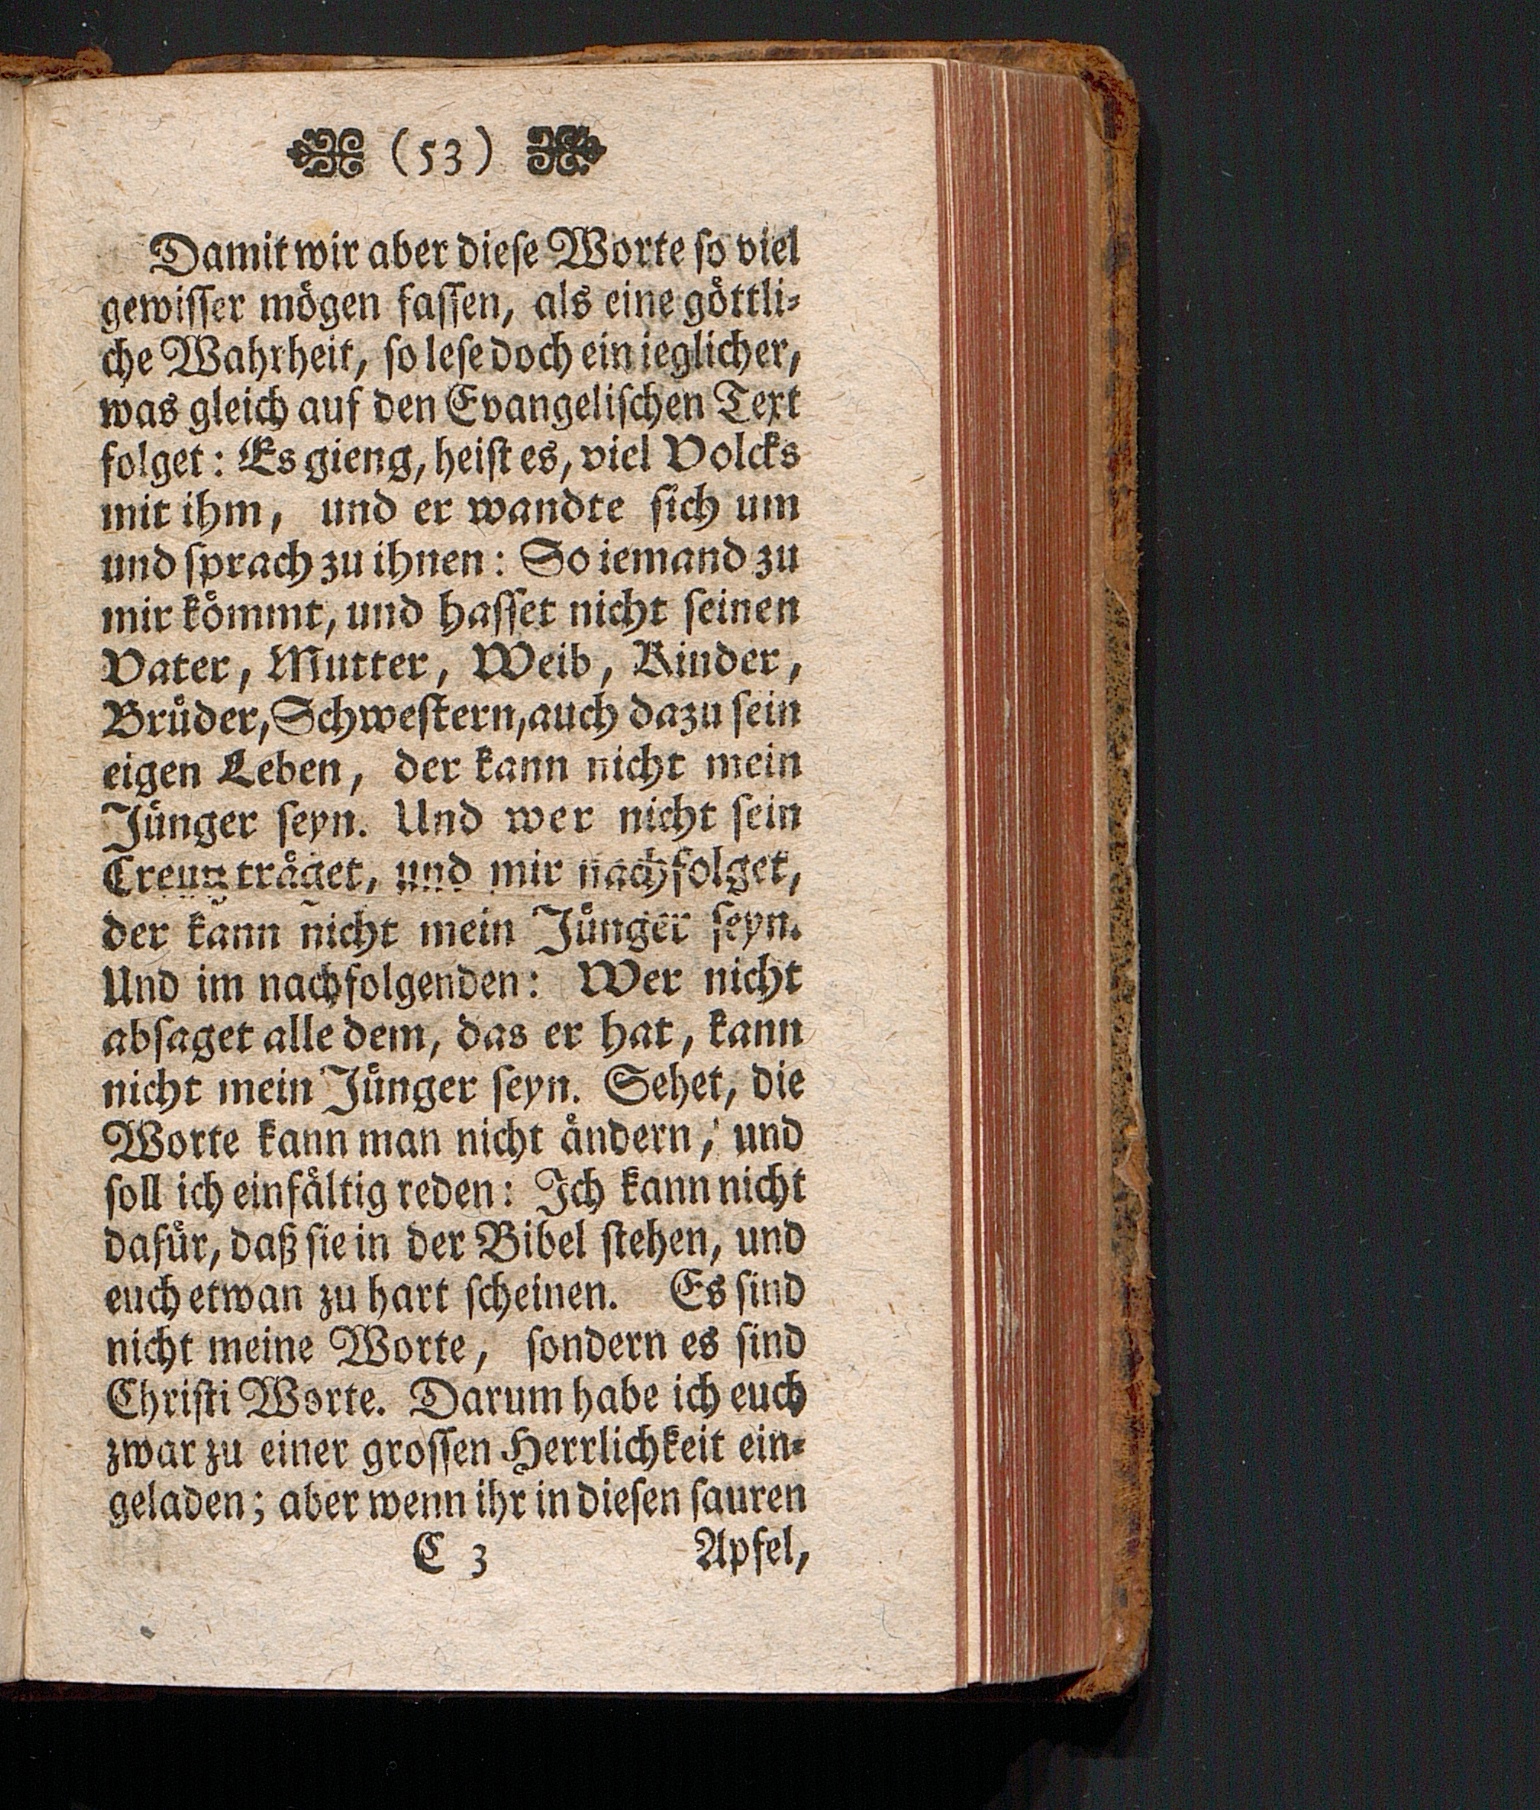 (53)
Damit wir aber dieſe Worte ſo viel
gewiſſer mögen faſſen, als eine göttli⸗
che Wahrheit, ſo leſe doch ein ieglicher,
was gleich auf den Evangeliſchen Text
folget: Es gieng, heiſt es, viel Volcks
mit ihm, und er wandte ſich um
und ſprach zu ihnen: So iemand zu
mir kömmt, und haſſet nicht ſeinen
Vater, Mutter, Weib, Kinder,
Brüder, Schweſtern, auch dazu ſein
eigen Leben, der kann nicht mein
Jünger ſeyn. Und wer nicht ſein
Creutz träget, und mir nachfolget,
der kann nicht mein Jünger ſeyn.
Und im nachfolgenden: Wer nicht
abſaget alle dem, das er hat, kann
nicht mein Jünger ſeyn. Sehet, die
Worte kann man nicht ändern, und
ſoll ich einfältig reden: Ich kann nicht
dafür, daß ſie in der Bibel ſtehen, und
euch etwan zu hart ſcheinen. Es ſind
nicht meine Worte, ſondern es ſind
Chriſti Worte. Darum habe ich euch
zwar zu einer groſſen Herrlichkeit ein⸗
geladen; aber wenn ihr in dieſen ſauren
C 3 Apfel,